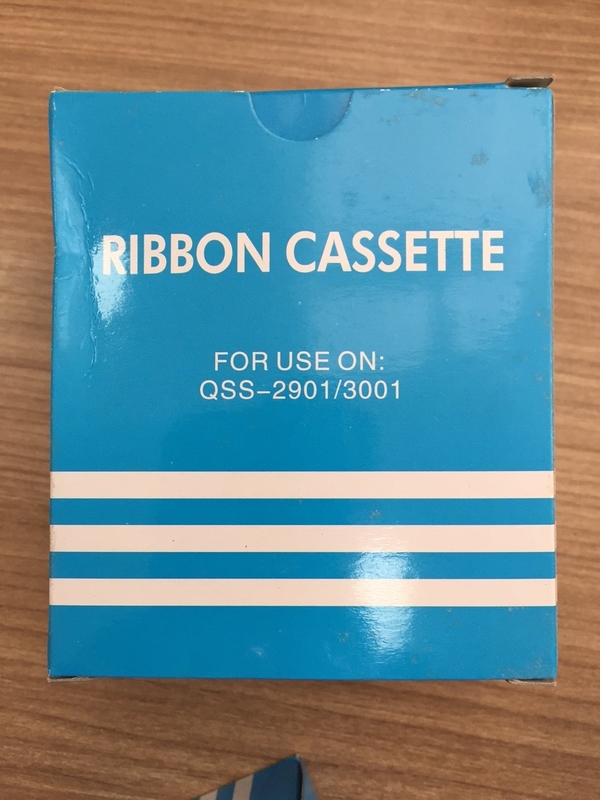 RIBBON CASSETTE
FOR USE ON:
QSS-2901/3001